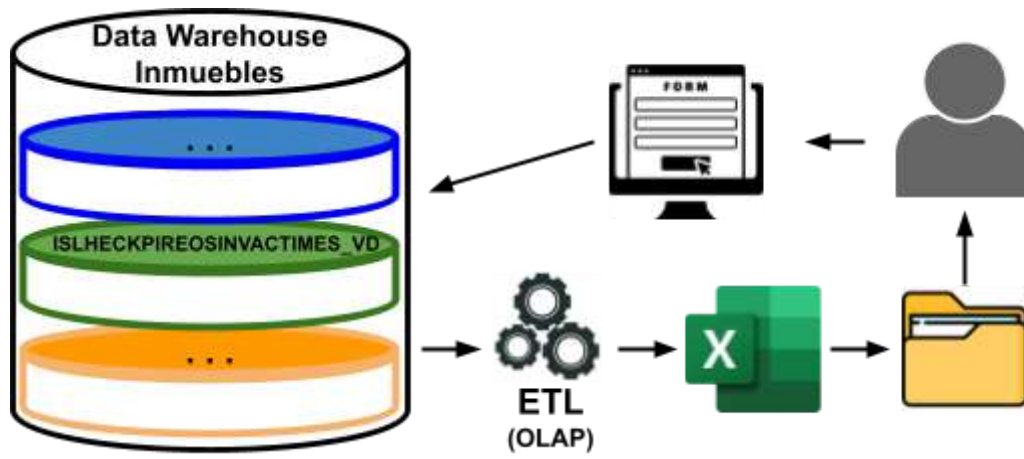 Data Warehouse
Inmuebles
. . .
FORM
ISLHECKPIREOSINVACTIMES_VD
. . .
X
ETL
(OLAP)